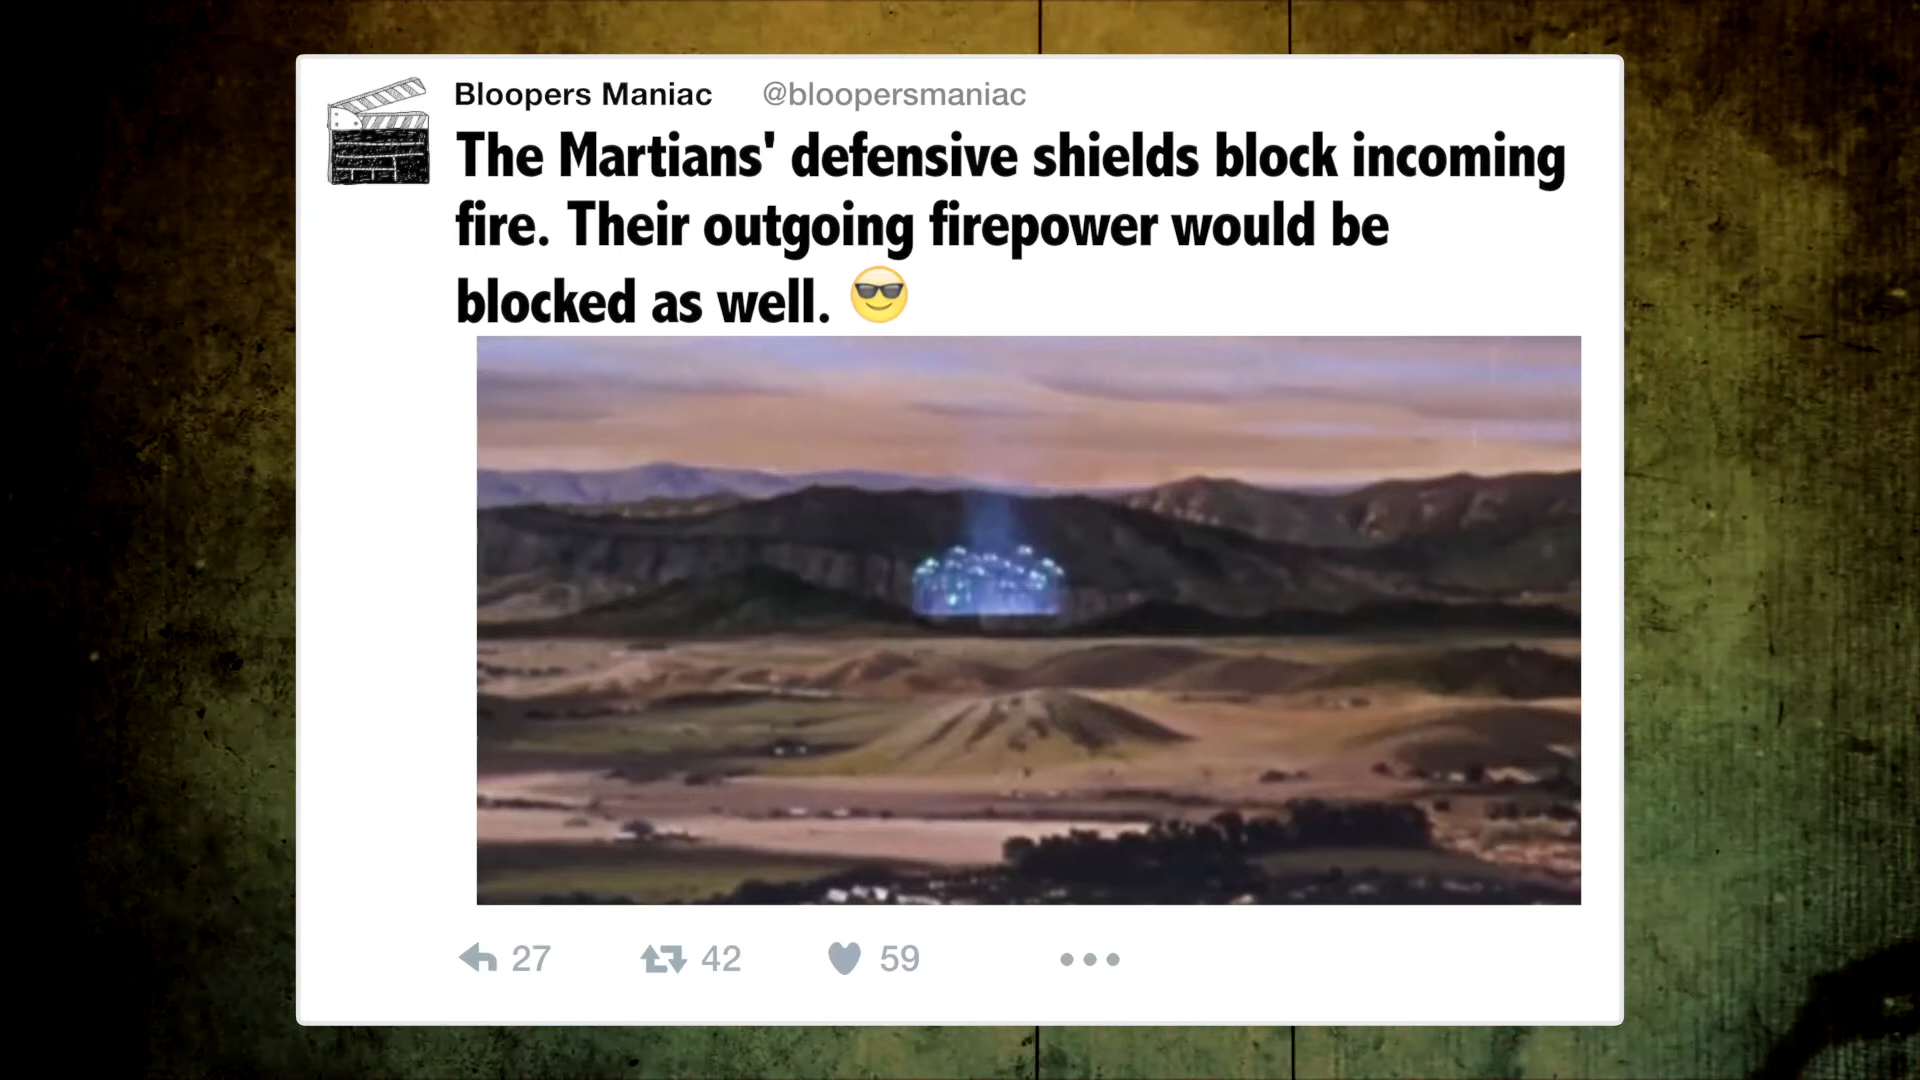 Bloopers Maniac @bloopersmaniac
The Martians' defensive shields block incoming
fire. Their outgoing firepower would be
blocked as well. 😎
27 42 59